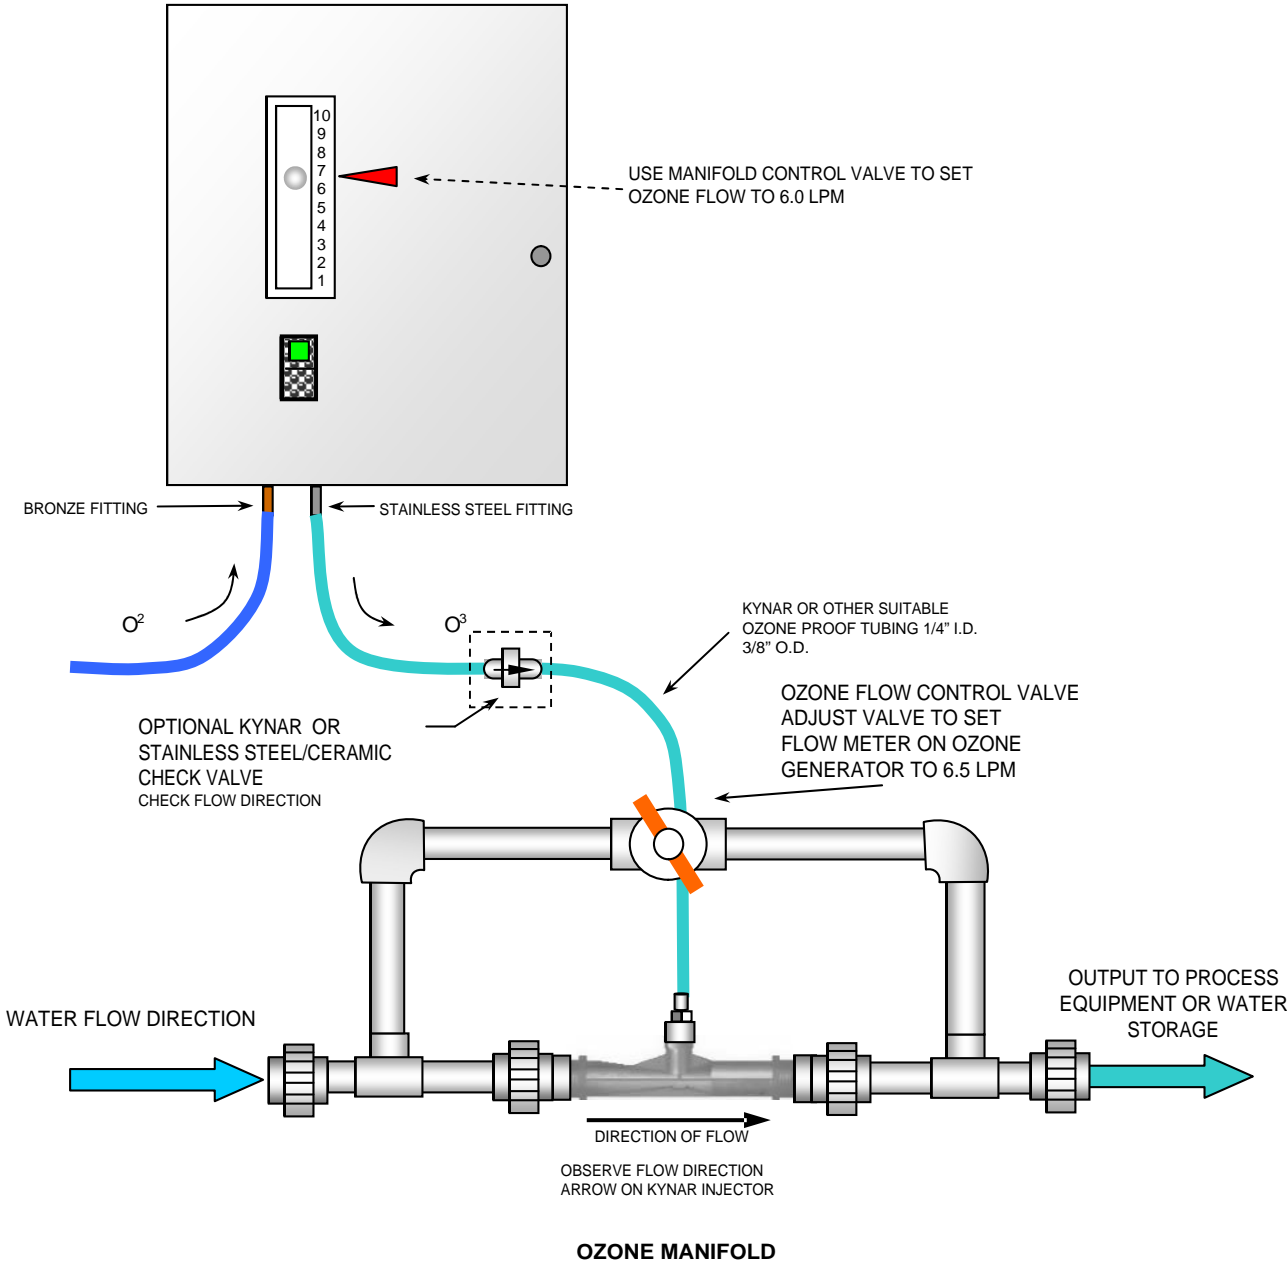 10
9
8
7
6
5
4
3
2
1
USE MANIFOLD CONTROL VALVE TO SET
OZONE FLOW TO 6.0 LPM
BRONZE FITTING
STAINLESS STEEL FITTING
O²
O³
KYNAR OR OTHER SUITABLE
OZONE PROOF TUBING 1/4” I.D.
3/8” O.D.
OPTIONAL KYNAR OR
STAINLESS STEEL/CERAMIC
CHECK VALVE
CHECK FLOW DIRECTION
OZONE FLOW CONTROL VALVE
ADJUST VALVE TO SET
FLOW METER ON OZONE
GENERATOR TO 6.5 LPM
WATER FLOW DIRECTION
OUTPUT TO PROCESS
EQUIPMENT OR WATER
STORAGE
DIRECTION OF FLOW
OBSERVE FLOW DIRECTION
ARROW ON KYNAR INJECTOR
OZONE MANIFOLD